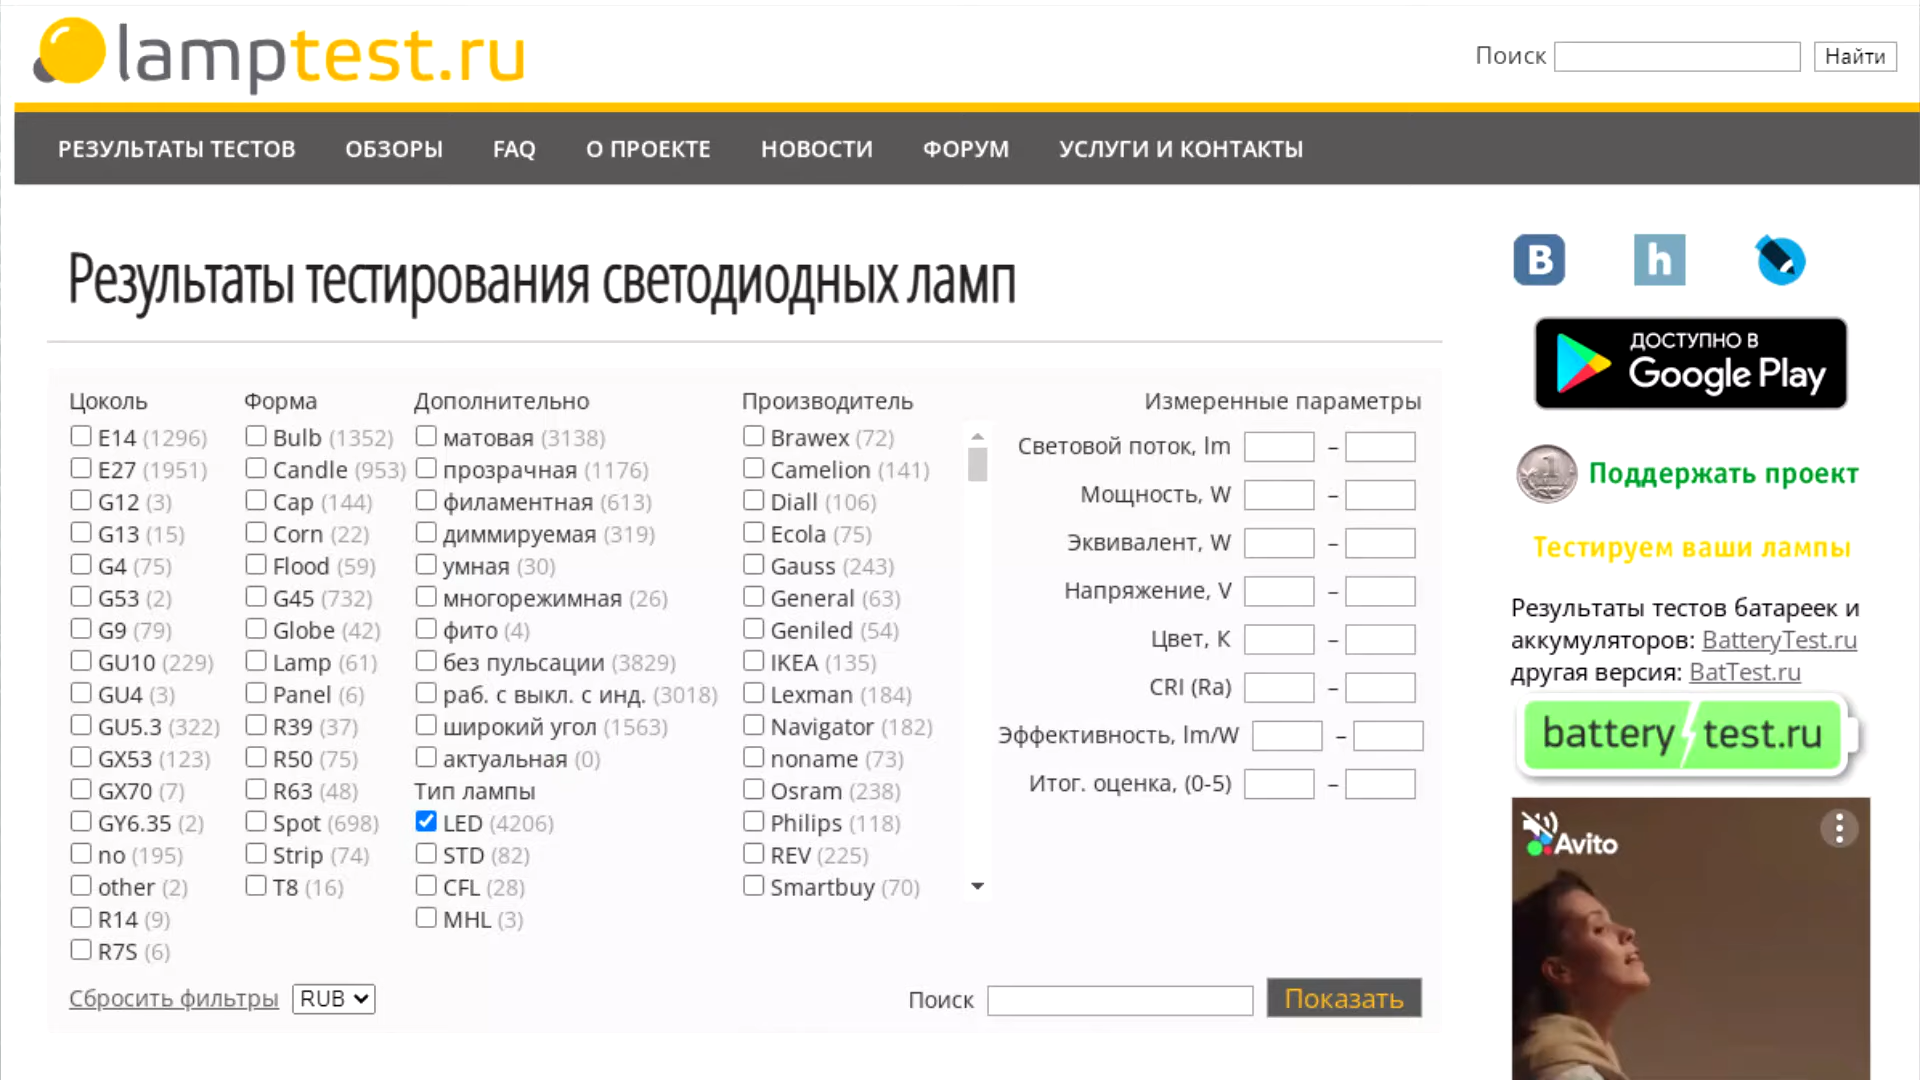 lamptest.ru
Поиск
Найти
РЕЗУЛЬТАТЫ ТЕСТОВ ОБЗОРЫ FAQ О ПРОЕКТЕ НОВОСТИ ФОРУМ УСЛУГИ И КОНТАКТЫ
Результаты тестирования светодиодных ламп
Цоколь
E14 (1296)
E27 (1951)
G12 (3)
G13 (15)
G4 (75)
G53 (2)
G9 (79)
GU10 (229)
GU4 (3)
GU5.3 (322)
GX53 (123)
GX70 (7)
GY6.35 (2)
no (195)
other (2)
R14 (9)
R7S (6)
Форма
Bulb (1352)
Candle (953)
Cap (144)
Corn (22)
Flood (59)
G45 (732)
Globe (42)
Lamp (61)
Panel (6)
R39 (37)
R50 (75)
R63 (48)
Spot (698)
Strip (74)
T8 (16)
Дополнительно
матовая (3138)
прозрачная (1176)
филаментная (613)
диммируемая (319)
умная (30)
многорежимная (26)
фито (4)
без пульсации (3829)
раб. с выкл. с инд. (3018)
широкий угол (1563)
актуальная (0)
Тип лампы
LED (4206)
STD (82)
CFL (28)
MHL (3)
Производитель
Brawex (72)
Camelion (141)
Diall (106)
Ecola (75)
Gauss (243)
General (63)
Geniled (54)
IKEA (135)
Lexman (184)
Navigator (182)
noname (73)
Osram (238)
Philips (118)
REV (225)
Smartbuy (70)
Измеренные параметры
Световой поток, lm –
Мощность, W –
Эквивалент, W –
Напряжение, V –
Цвет, К –
CRI (Ra) –
Эффективность, lm/W –
Итог. оценка, (0-5) –
Сбросить фильтры RUB
Поиск
Показать
B h
ДОСТУПНО В
Google Play
1
Поддержать проект
Тестируем ваши лампы
Результаты тестов батареек и
аккумуляторов: BatteryTest.ru
другая версия: BatTest.ru
battery test.ru
Avito